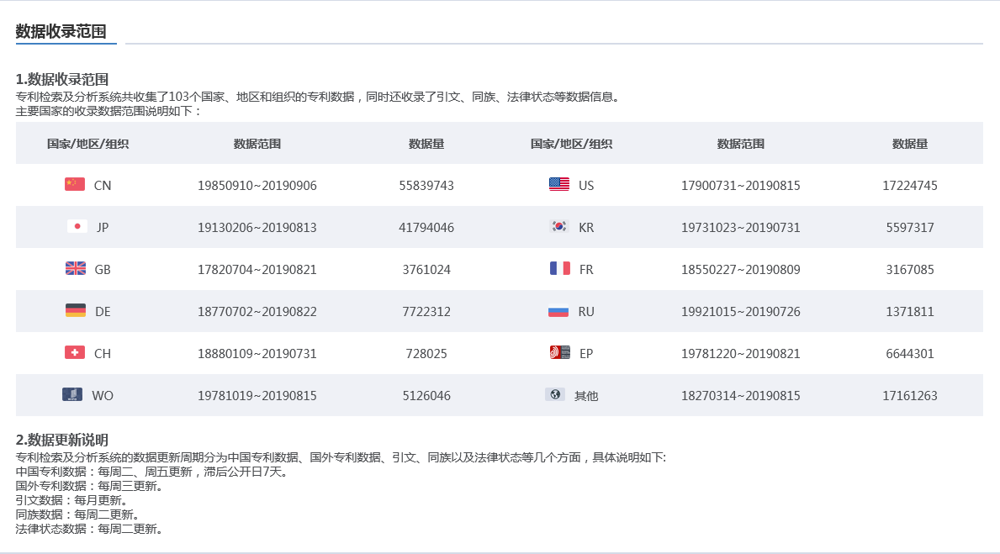 数据收录范围
1.数据收录范围
专利检索及分析系统共收集了103个国家、地区和组织的专利数据，同时还收录了引文、同族、法律状态等数据信息。
主要国家的收录数据范围说明如下：
国家/地区/组织 数据范围 数据量 国家/地区/组织 数据范围 数据量
CN 19850910~20190906 55839743 US 17900731~20190815 17224745
JP 19130206~20190813 41794046 KR 19731023~20190731 5597317
GB 17820704~20190821 3761024 FR 18550227~20190809 3167085
DE 18770702~20190822 7722312 RU 19921015~20190726 1371811
CH 18880109~20190731 728025 EP 19781220~20190821 6644301
WO 19781019~20190815 5126046 其他 18270314~20190815 17161263
2.数据更新说明
专利检索及分析系统的数据更新周期分为中国专利数据、国外专利数据、引文、同族以及法律状态等几个方面，具体说明如下:
中国专利数据：每周二、周五更新，滞后公开日7天。
国外专利数据：每周三更新。
引文数据：每月更新。
同族数据：每周二更新。
法律状态数据：每周二更新。